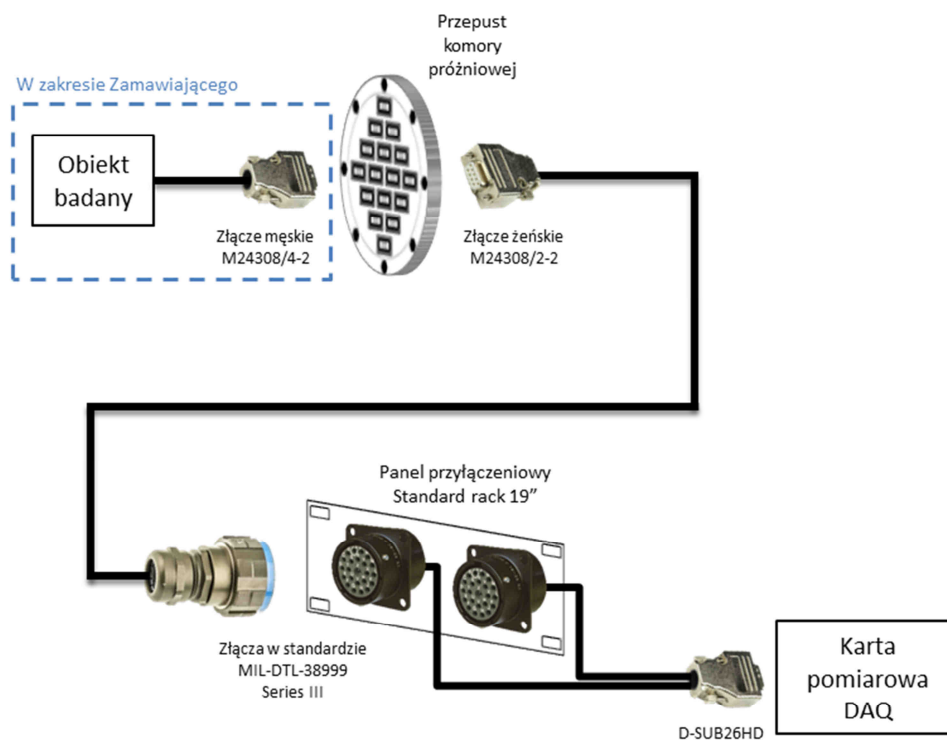 Przepust
komory
próżniowej
W zakresie Zamawiającego
Obiekt
badany
Złącze męskie
M24308/4-2
Złącze żeńskie
M24308/2-2
Panel przyłączeniowy
Standard rack 19”
Złącza w standardzie
MIL-DTL-38999
Series III
Karta
pomiarowa
DAQ
D-SUB26HD